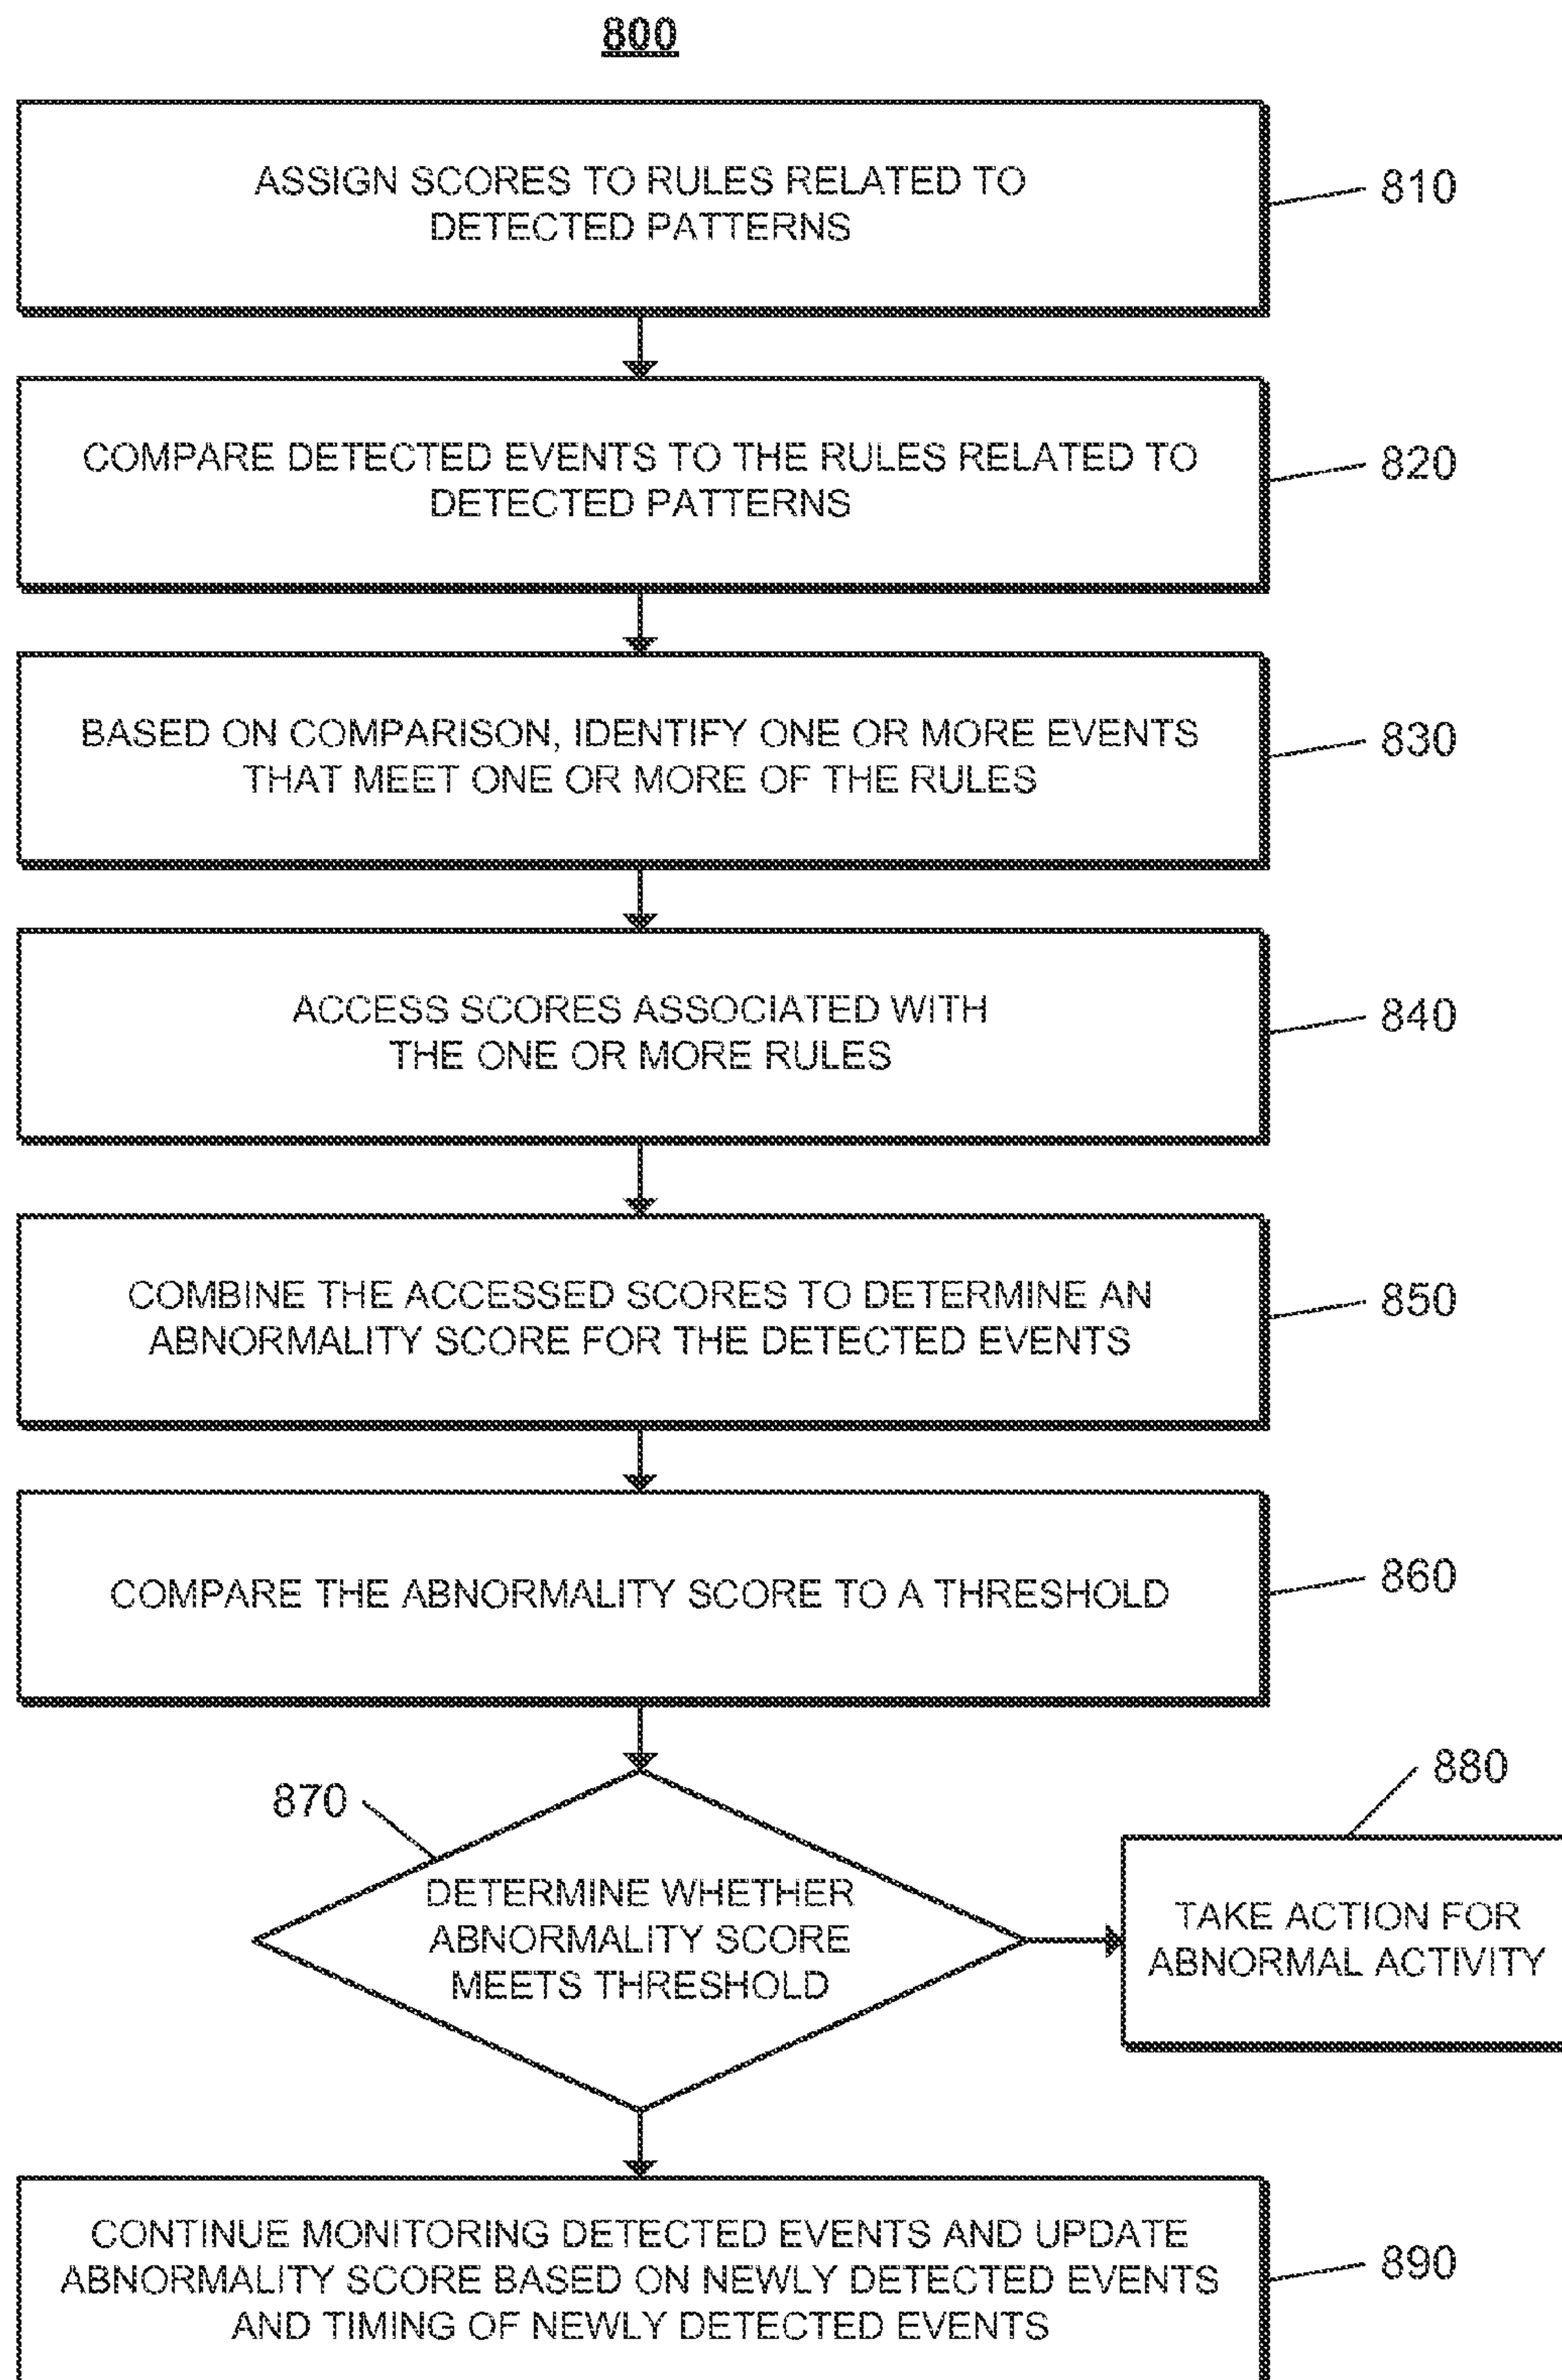 800
ASSIGN SCORES TO RULES RELATED TO
DETECTED PATTERNS
810
COMPARE DETECTED EVENTS TO THE RULES RELATED TO
DETECTED PATTERNS
820
BASED ON COMPARISON, IDENTIFY ONE OR MORE EVENTS
THAT MEET ONE OR MORE OF THE RULES
830
ACCESS SCORES ASSOCIATED WITH
THE ONE OR MORE RULES
840
COMBINE THE ACCESSED SCORES TO DETERMINE AN
ABNORMALITY SCORE FOR THE DETECTED EVENTS
850
COMPARE THE ABNORMALITY SCORE TO A THRESHOLD
860
870
DETERMINE WHETHER
ABNORMALITY SCORE
MEETS THRESHOLD
880
TAKE ACTION FOR
ABNORMAL ACTIVITY
CONTINUE MONITORING DETECTED EVENTS AND UPDATE
ABNORMALITY SCORE BASED ON NEWLY DETECTED EVENTS
AND TIMING OF NEWLY DETECTED EVENTS
890